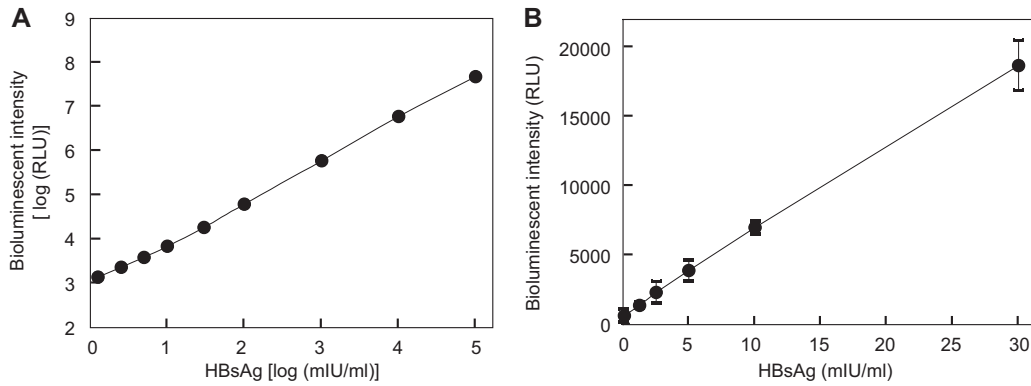 A
9
8
7
6
5
4
3
2
Bioluminescent intensity
[ log (RLU)]
0 1 2 3 4 5
HBsAg [log (mIU/ml)]
B
20000
15000
10000
5000
0
Bioluminescent intensity (RLU)
0 5 10 15 20 25 30
HBsAg (mIU/ml)